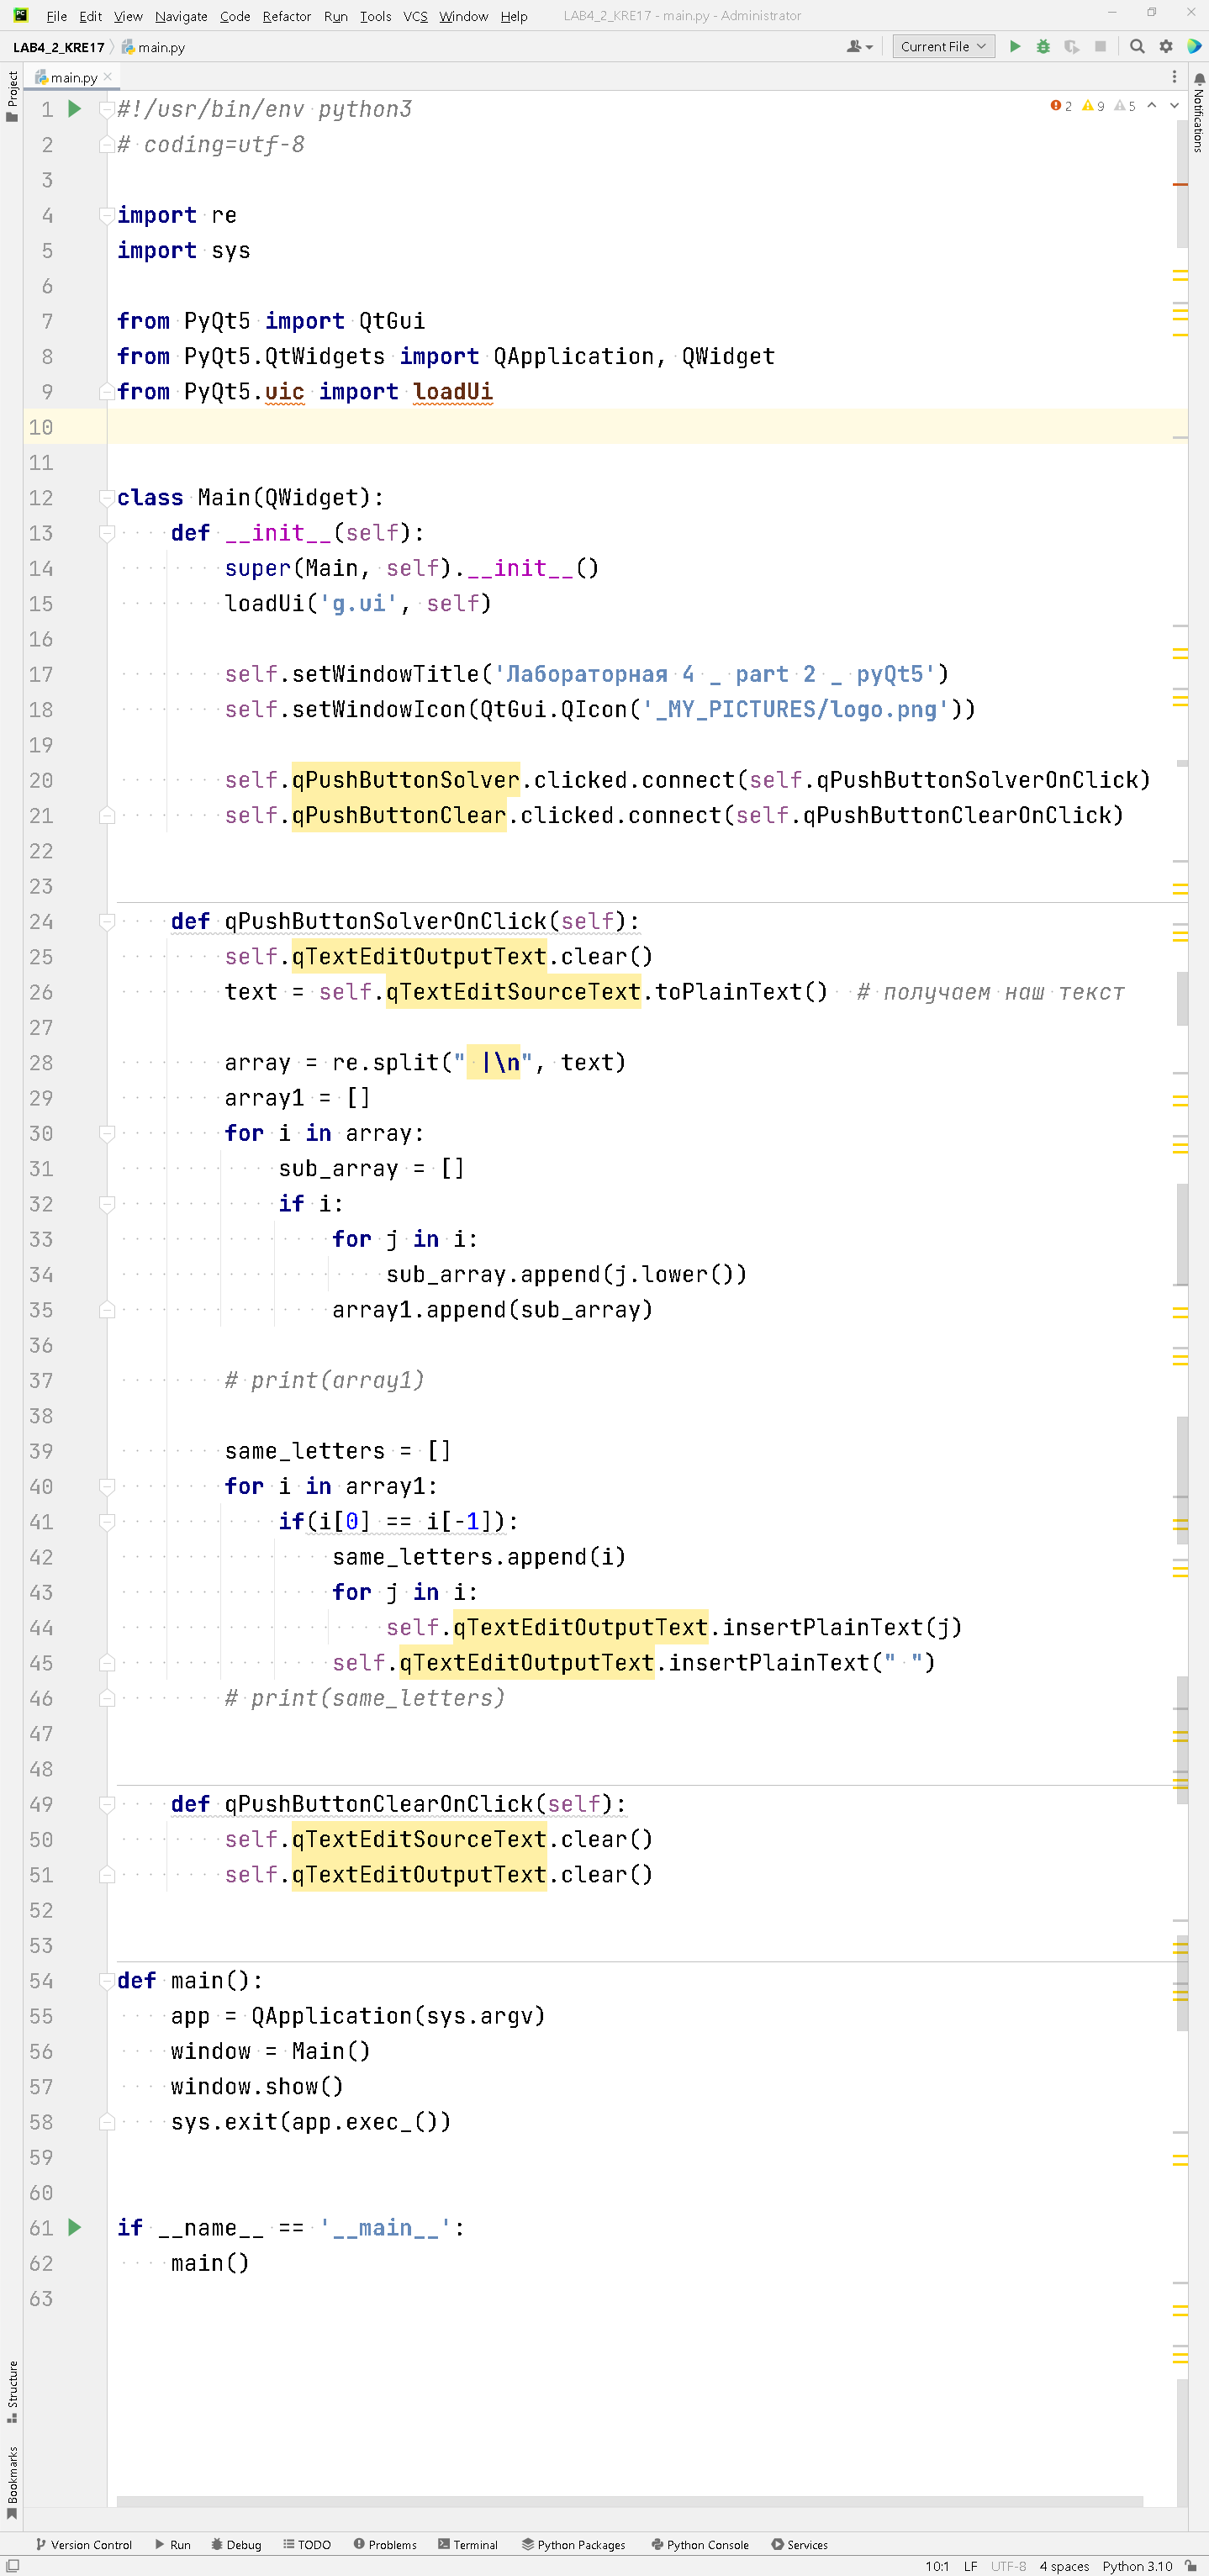 File Edit View Navigate Code Refactor Run Tools VCS Window Help LAB4_2_KRE17 - main.py - Administrator
LAB4_2_KRE17 main.py Current File
Project
main.py
Notifications
2 9 5
1 #!/usr/bin/env python3
2 # coding=utf-8
3
4 import re
5 import sys
6
7 from PyQt5 import QtGui
8 from PyQt5.QtWidgets import QApplication, QWidget
9 from PyQt5.uic import loadUi
10
11
12 class Main(QWidget):
13     def __init__(self):
14         super(Main, self).__init__()
15         loadUi('g.ui', self)
16
17         self.setWindowTitle('Лабораторная 4 _ part 2 _ pyQt5')
18         self.setWindowIcon(QtGui.QIcon('_MY_PICTURES/logo.png'))
19
20         self.qPushButtonSolver.clicked.connect(self.qPushButtonSolverOnClick)
21         self.qPushButtonClear.clicked.connect(self.qPushButtonClearOnClick)
22
23
24     def qPushButtonSolverOnClick(self):
25         self.qTextEditOutputText.clear()
26         text = self.qTextEditSourceText.toPlainText()  # получаем наш текст
27
28         array = re.split(" |\n", text)
29         array1 = []
30         for i in array:
31             sub_array = []
32             if i:
33                 for j in i:
34                     sub_array.append(j.lower())
35                 array1.append(sub_array)
36
37         # print(array1)
38
39         same_letters = []
40         for i in array1:
41             if(i[0] == i[-1]):
42                 same_letters.append(i)
43                 for j in i:
44                     self.qTextEditOutputText.insertPlainText(j)
45                 self.qTextEditOutputText.insertPlainText(" ")
46         # print(same_letters)
47
48
49     def qPushButtonClearOnClick(self):
50         self.qTextEditSourceText.clear()
51         self.qTextEditOutputText.clear()
52
53
54 def main():
55     app = QApplication(sys.argv)
56     window = Main()
57     window.show()
58     sys.exit(app.exec_())
59
60
61 if __name__ == '__main__':
62     main()
63
Structure
Bookmarks
Version Control Run Debug TODO Problems Terminal Python Packages Python Console Services
10:1 LF UTF-8 4 spaces Python 3.10